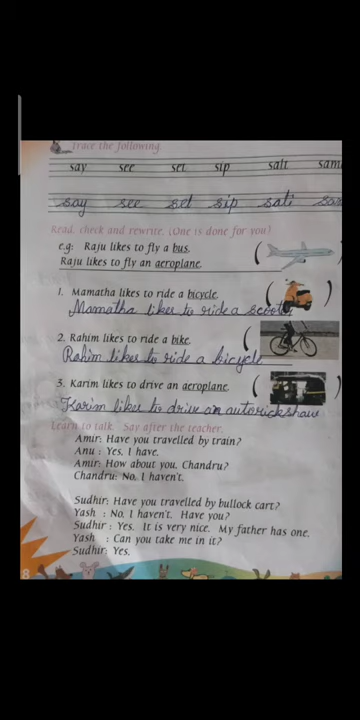 Trace the following.
say see set sip salt sam
say see set sip sati sa
Read, check and rewrite. (One is done for you)
e.g: Raju likes to fly a bus.
Raju likes to fly an aeroplane.
1. Mamatha likes to ride a bicycle.
Mamatha likes to ride a scooty
2. Rahim likes to ride a bike.
Rahim likes to ride a bicycle
3. Karim likes to drive an aeroplane.
Karim likes to drive an autorickshaw
Learn to talk. Say after the teacher.
Amir: Have you travelled by train?
Anu : Yes, I have.
Amir: How about you, Chandru?
Chandru: No, I haven't.
Sudhir: Have you travelled by bullock cart?
Yash : No, I haven't. Have you?
Sudhir : Yes. It is very nice. My father has one.
Yash : Can you take me in it?
Sudhir: Yes.
8